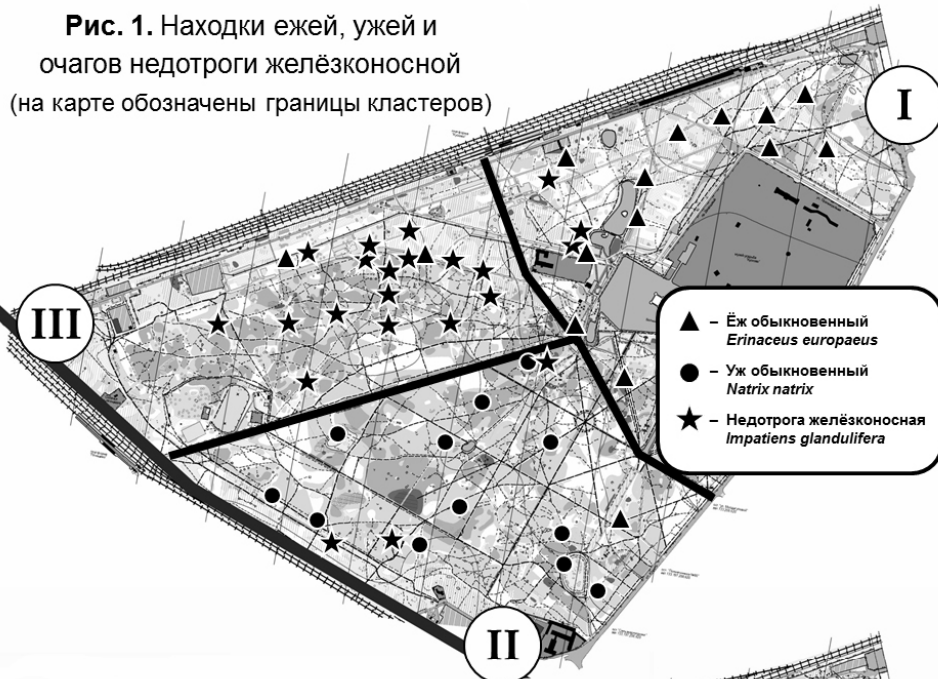 Рис. 1. Находки ежей, ужей и
очагов недотроги желёзконосной
(на карте обозначены границы кластеров)
I
III
▲ – Ёж обыкновенный
Erinaceus europaeus
● – Уж обыкновенный
Natrix natrix
★ – Недотрога желёзконосная
Impatiens glandulifera
II